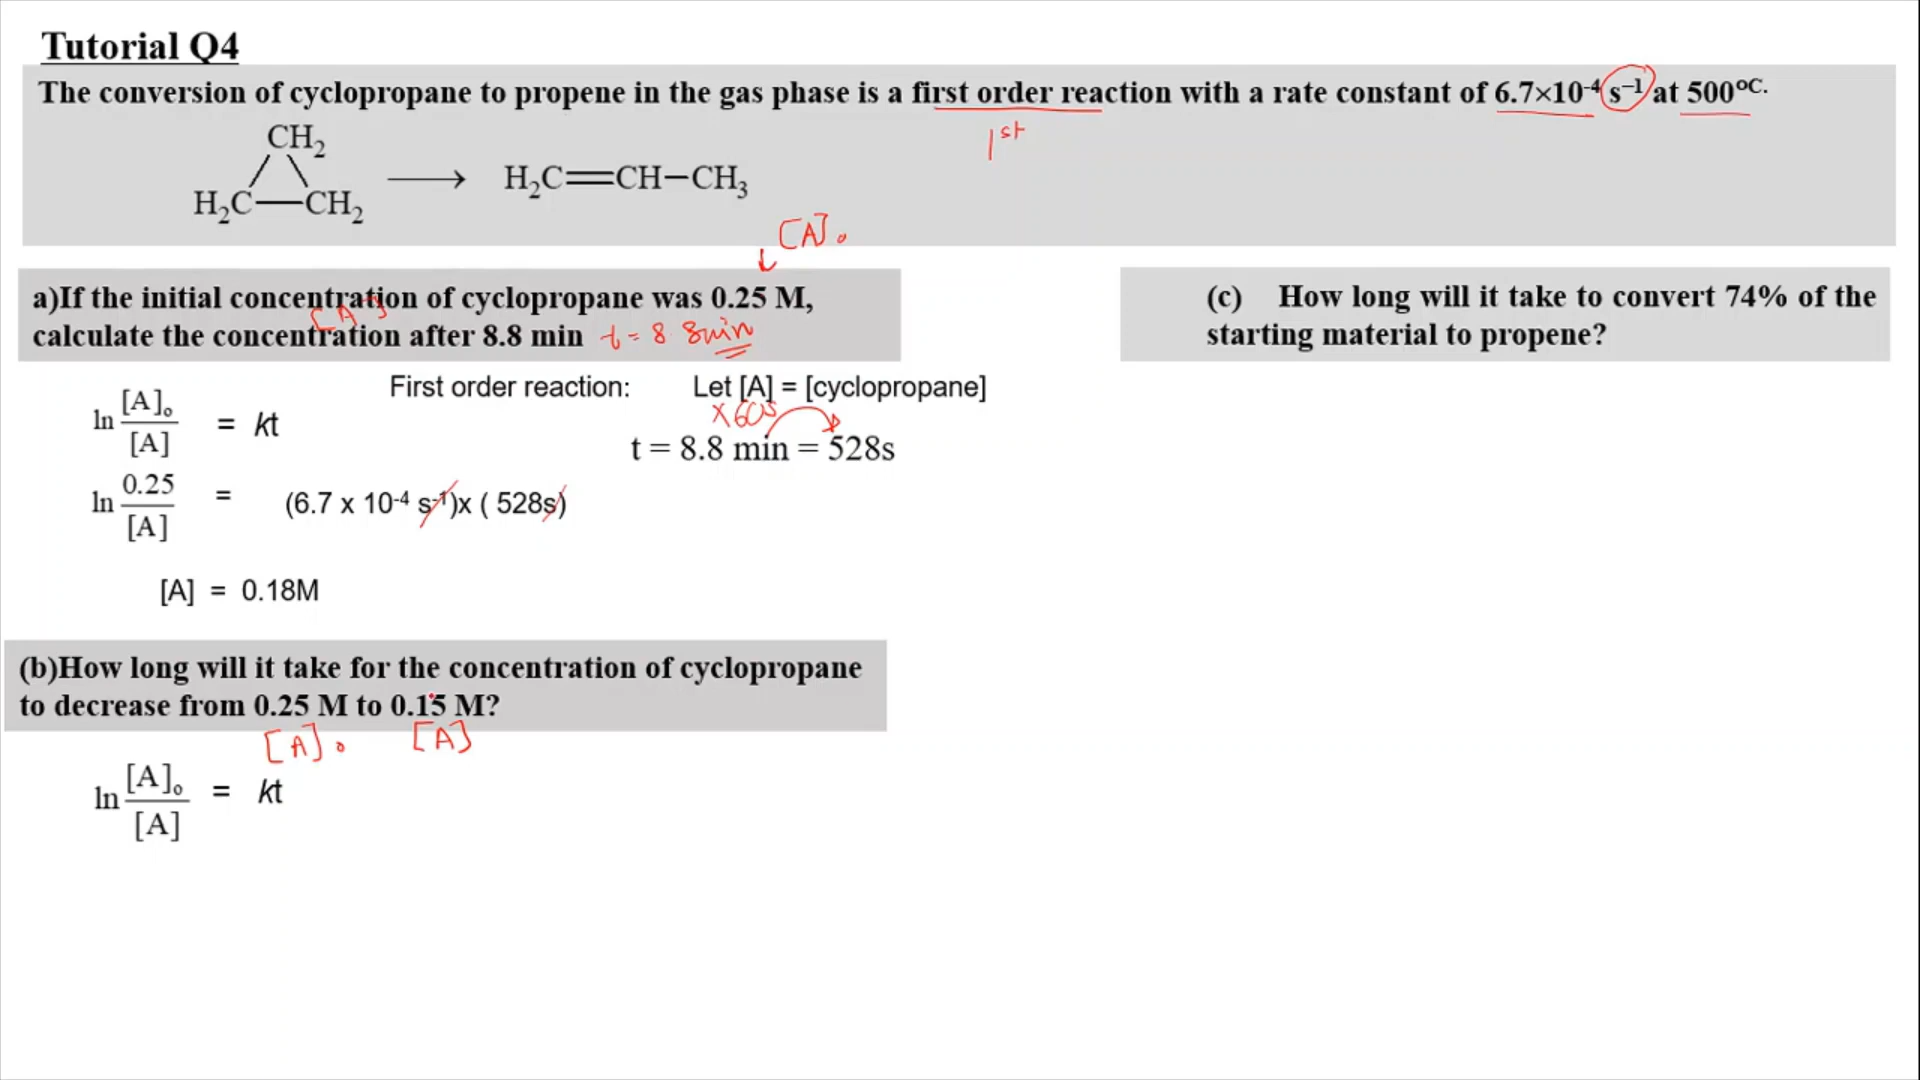 Tutorial Q4
The conversion of cyclopropane to propene in the gas phase is a first order reaction with a rate constant of 6.7×10⁻⁴ s⁻¹ at 500°C.
1st
CH₂
H₂C—CH₂ ⟶ H₂C=CH−CH₃
[A]₀
a)If the initial concentration of cyclopropane was 0.25 M,
[A]
calculate the concentration after 8.8 min t = 8 8min
First order reaction: Let [A] = [cyclopropane]
ln [A]₀/[A] = kt
×60s
t = 8.8 min = 528s
ln 0.25/[A] = (6.7 x 10⁻⁴ s⁻¹)x ( 528s)
[A] = 0.18M
(b)How long will it take for the concentration of cyclopropane
to decrease from 0.25 M to 0.15 M?
[A]₀ [A]
ln [A]₀/[A] = kt
(c) How long will it take to convert 74% of the
starting material to propene?